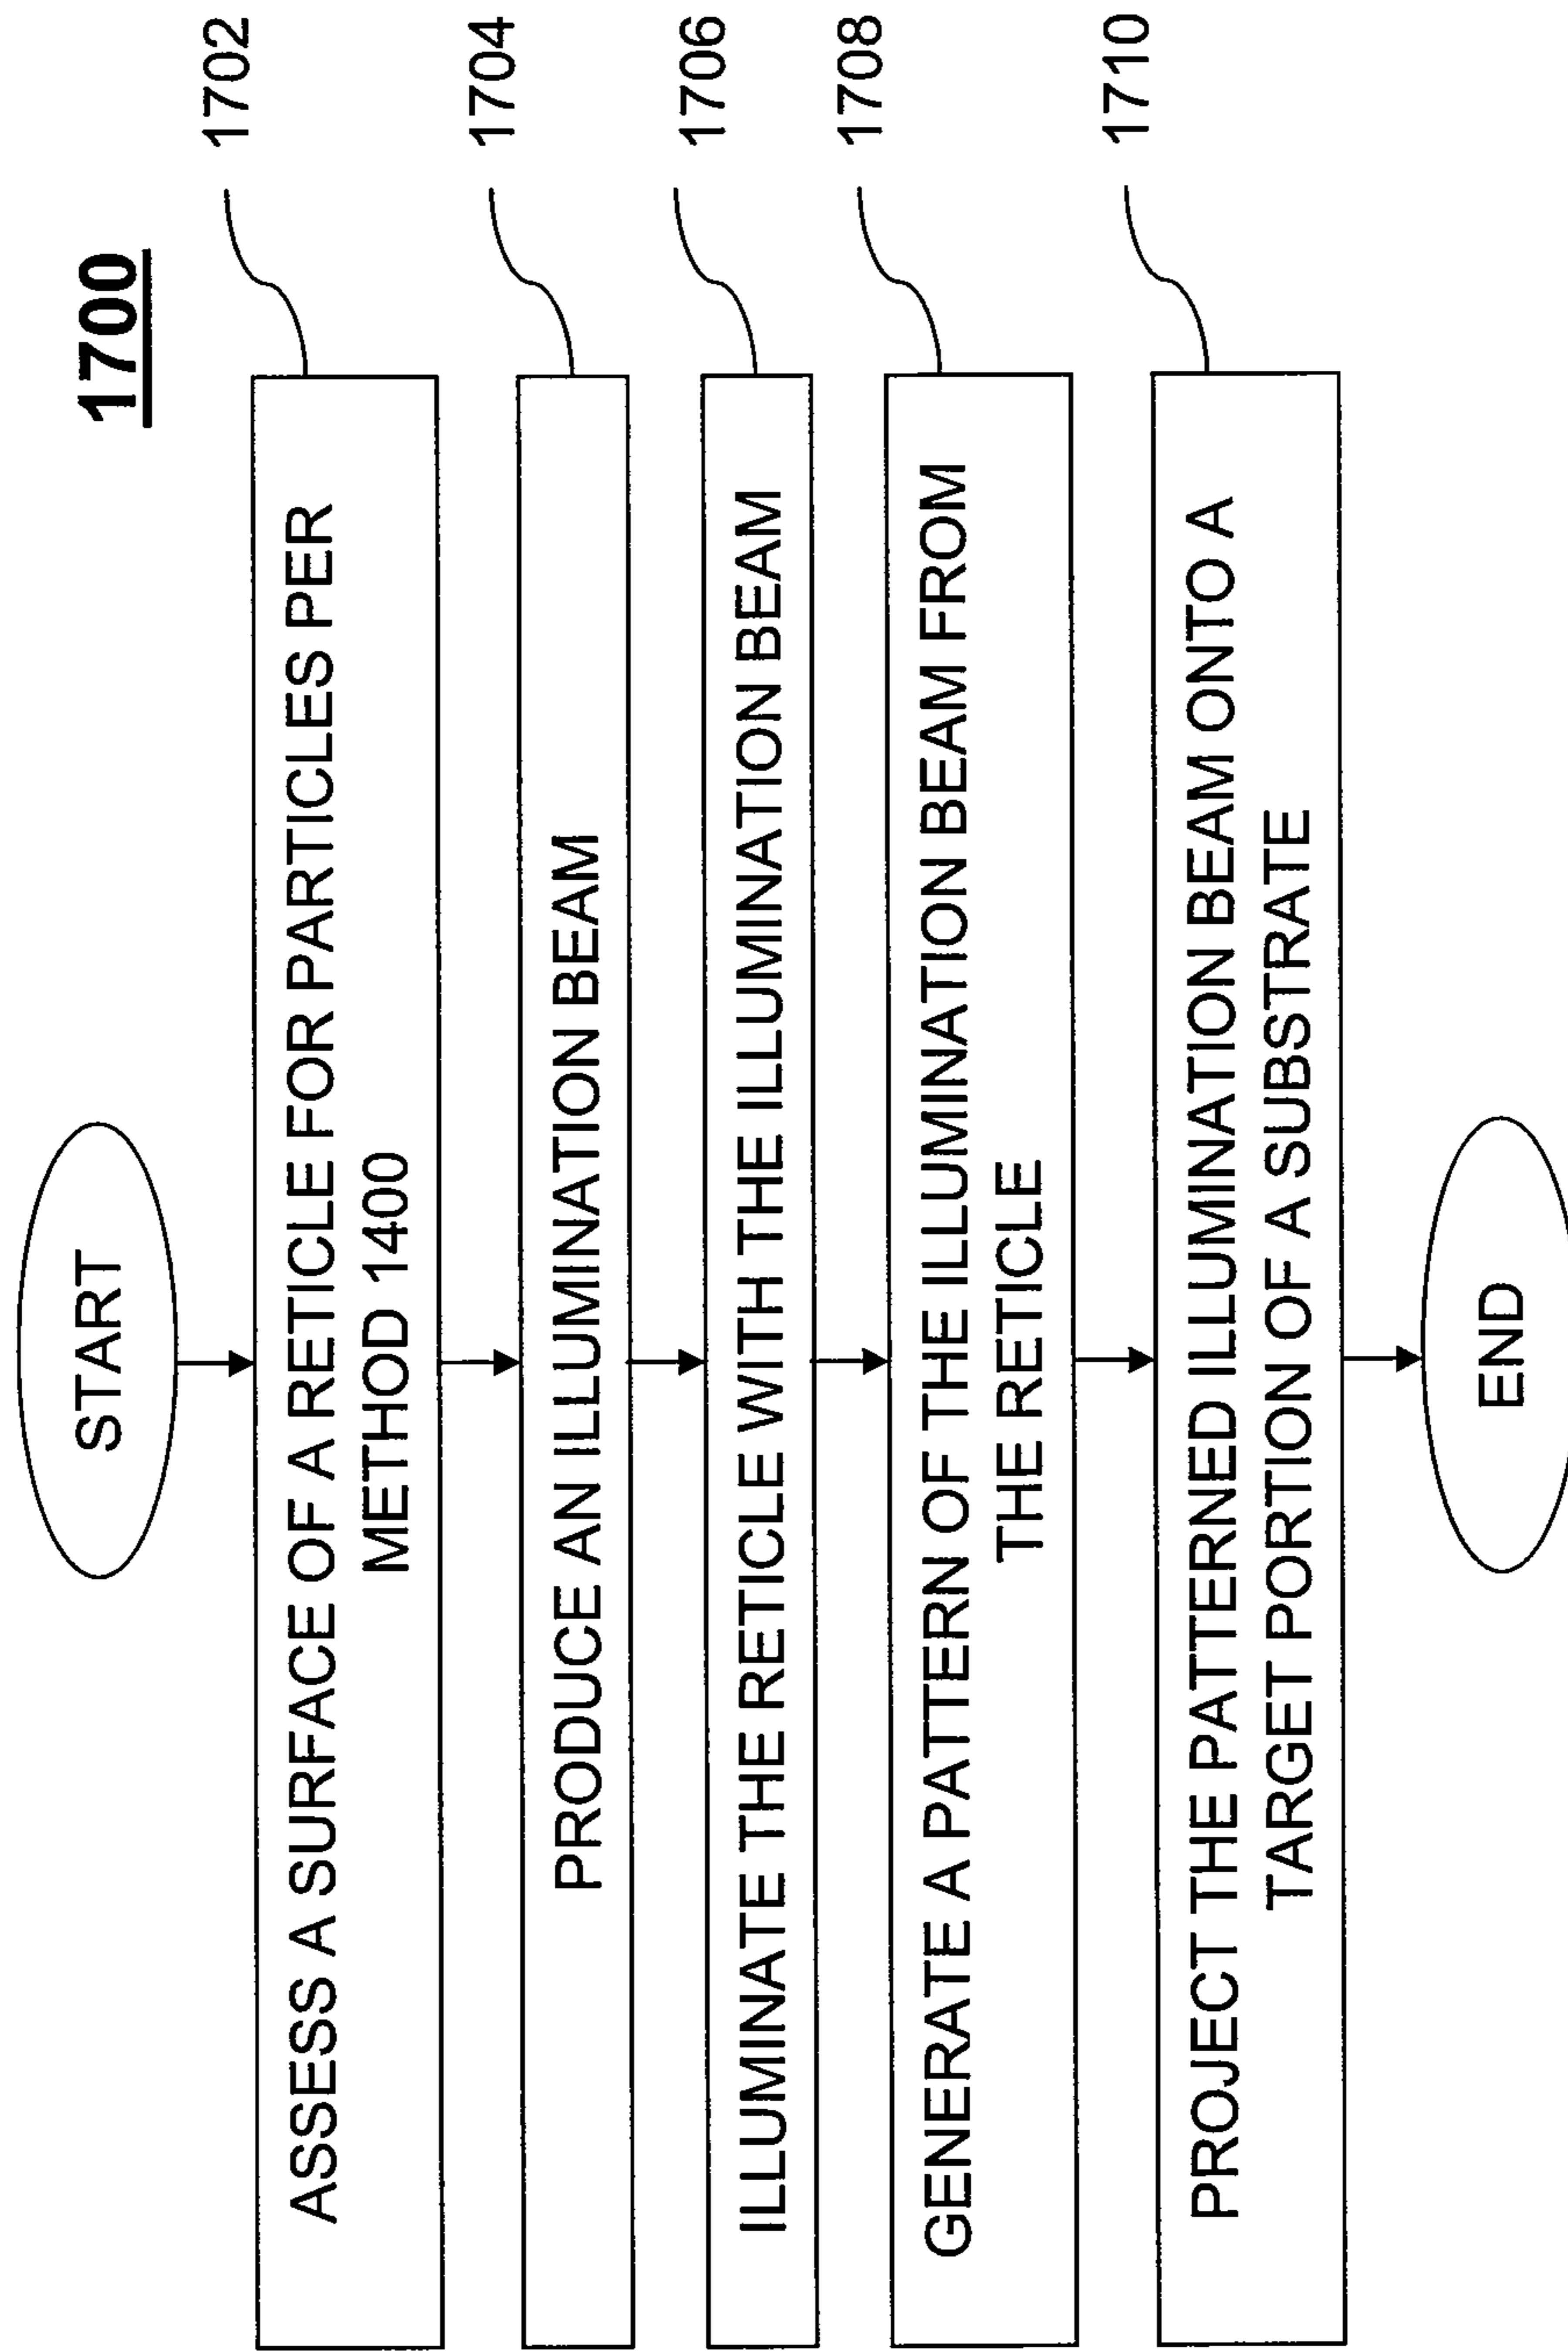 1700
START
ASSESS A SURFACE OF A RETICLE FOR PARTICLES PER
METHOD 1400
1702
PRODUCE AN ILLUMINATION BEAM
1704
ILLUMINATE THE RETICLE WITH THE ILLUMINATION BEAM
1706
GENERATE A PATTERN OF THE ILLUMINATION BEAM FROM
THE RETICLE
1708
PROJECT THE PATTERNED ILLUMINATION BEAM ONTO A
TARGET PORTION OF A SUBSTRATE
1710
END